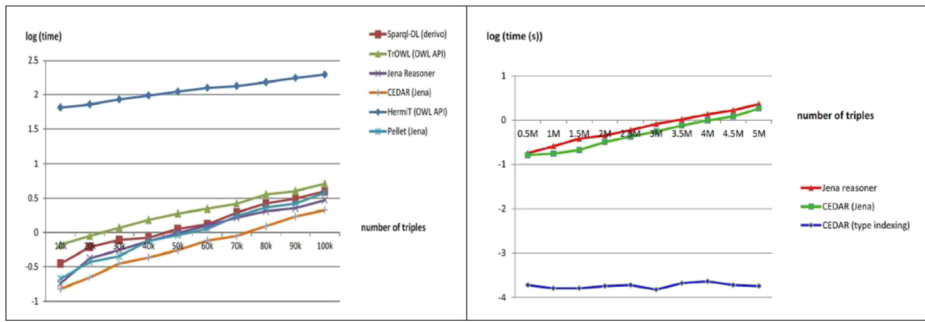 log (time)
Sparql-DL (derivo)
TrOWL (OWL API)
Jena Reasoner
CEDAR (Jena)
HermiT (OWL API)
Pellet (Jena)
2.5
2
1.5
1
0.5
0
-0.5
-1
10k 20k 30k 40k 50k 60k 70k 80k 90k 100k
number of triples
log (time (s))
1
0
-1
-2
-3
-4
0.5M 1M 1.5M 2M 2.5M 3M 3.5M 4M 4.5M 5M
number of triples
Jena reasoner
CEDAR (Jena)
CEDAR (type indexing)